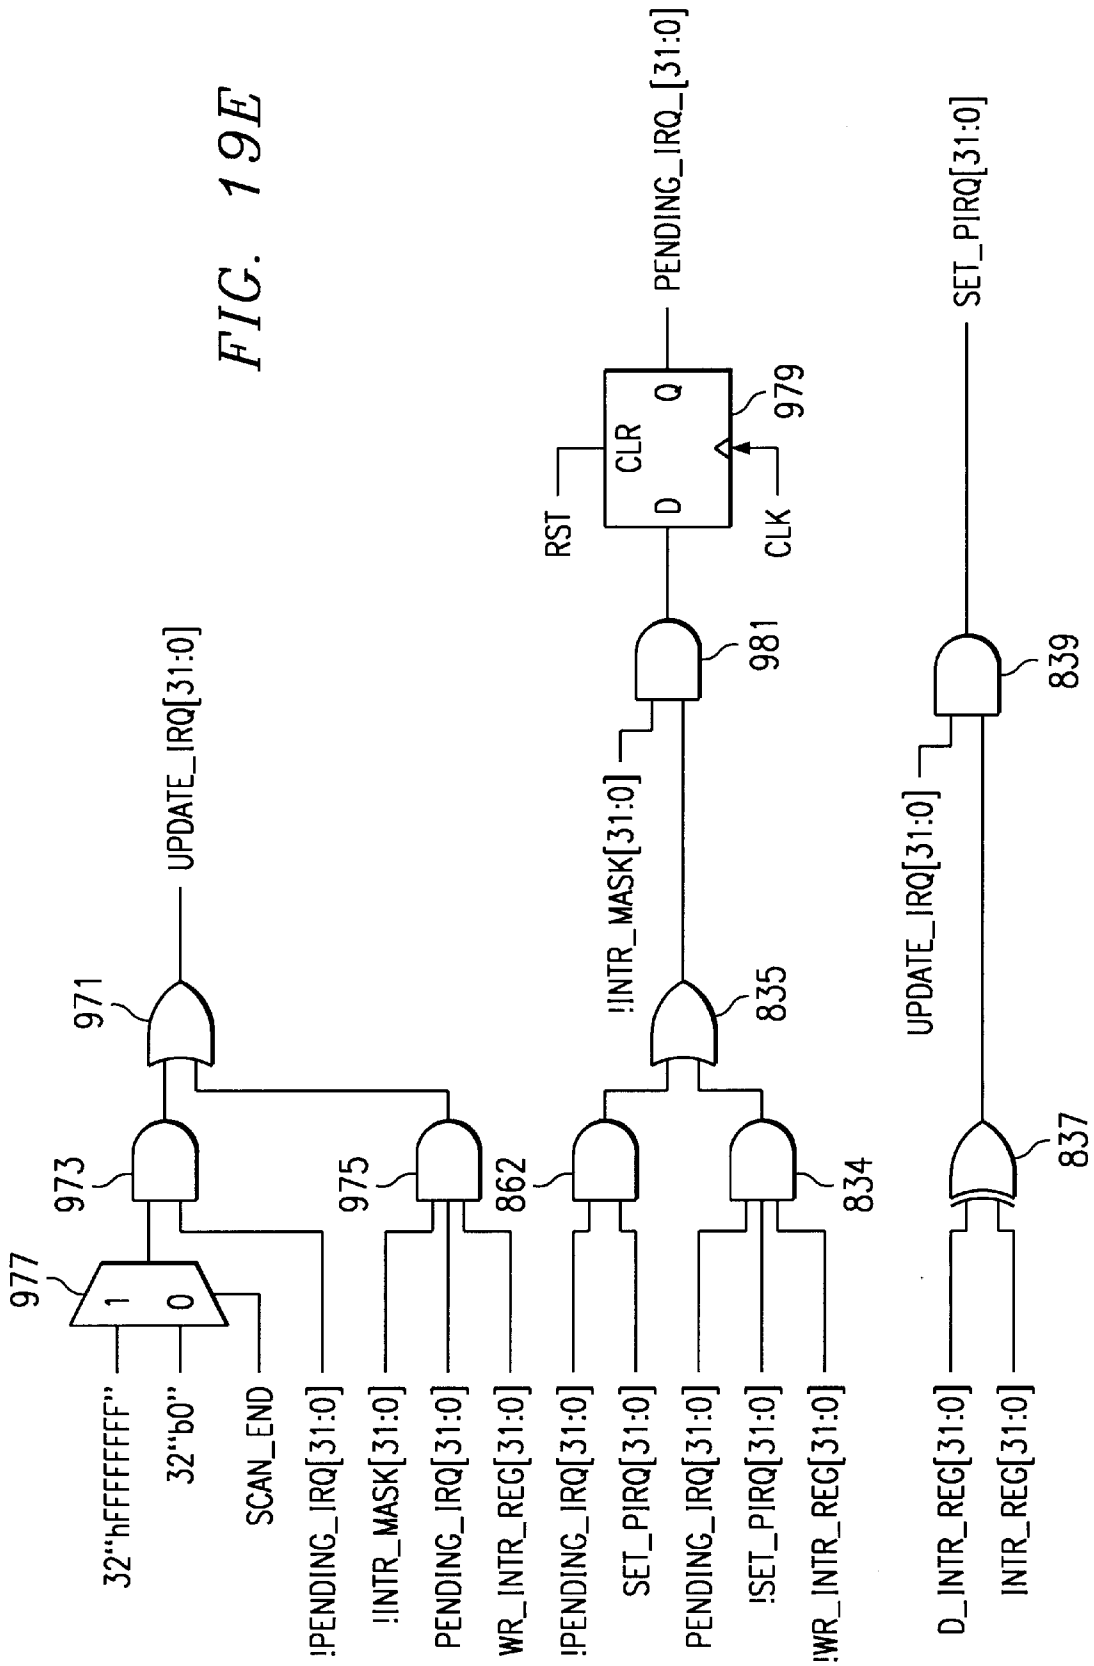 FIG. 19E
977
1
0
32"hFFFFFFFF"
32"b0"
SCAN_END
!PENDING_IRQ[31:0]
973
971
UPDATE_IRQ[31:0]
!INTR_MASK[31:0]
PENDING_IRQ[31:0]
WR_INTR_REG[31:0]
975
!PENDING_IRQ[31:0]
SET_PIRQ[31:0]
862
PENDING_IRQ[31:0]
!SET_PIRQ[31:0]
!WR_INTR_REG[31:0]
834
835
!INTR_MASK[31:0]
981
RST
CLR
D
Q
CLK
979
PENDING_IRQ_[31:0]
D_INTR_REG[31:0]
INTR_REG[31:0]
837
UPDATE_IRQ[31:0]
839
SET_PIRQ[31:0]